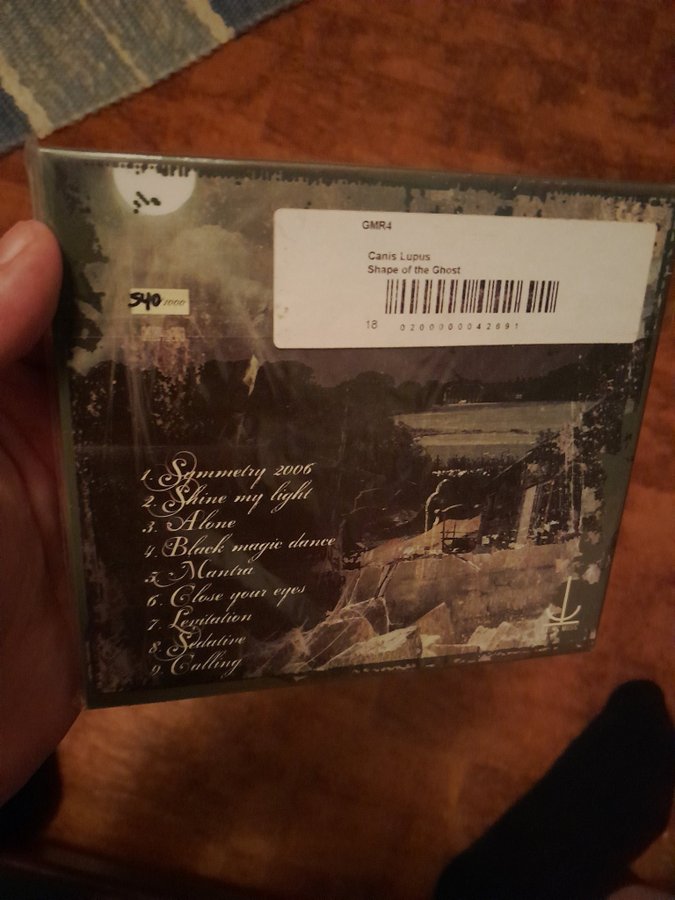 GMR4
Canis Lupus
Shape of the Ghost
18 0200000042691
540/1000
1. Symmetry 2006
2. Shine my light
3. Alone
4. Black magic dance
5. Mantra
6. Close your eyes
7. Levitation
8. Sedative
9. Calling